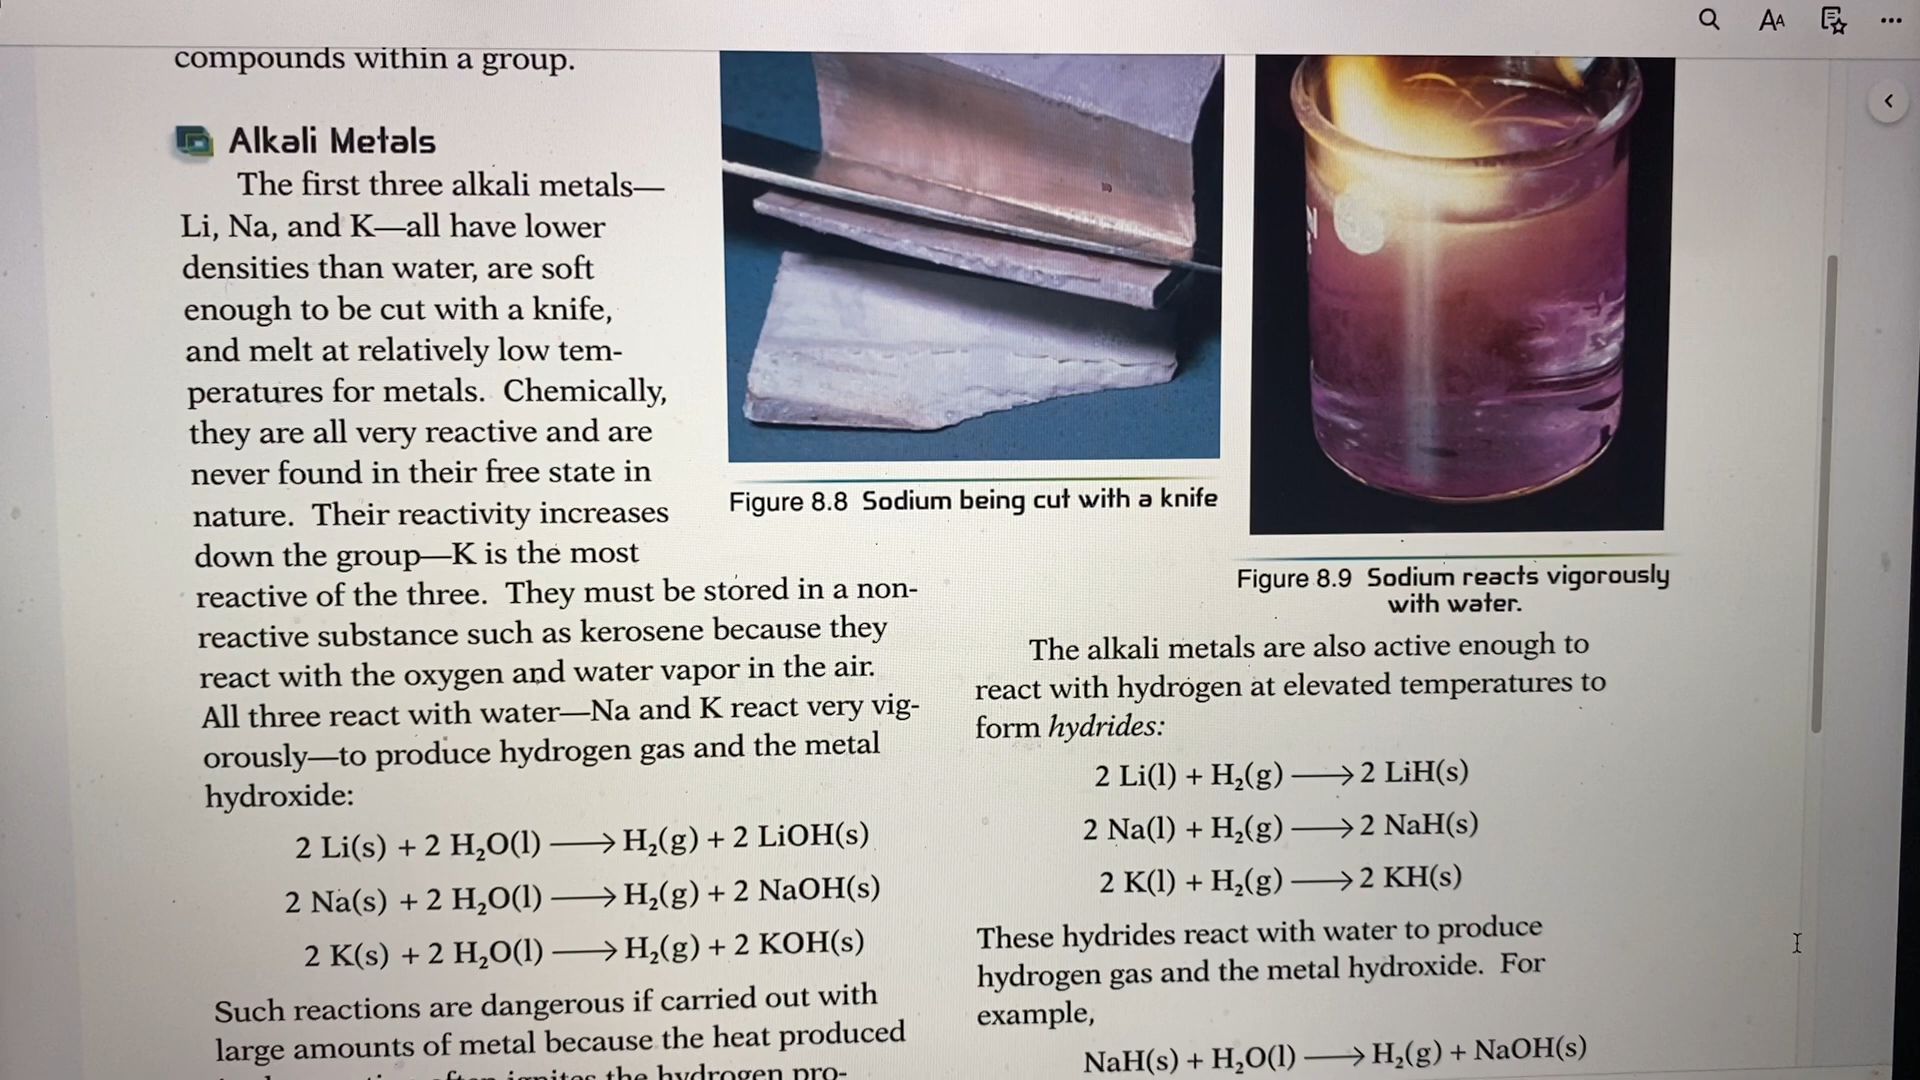 compounds within a group.
Alkali Metals
The first three alkali metals—
Li, Na, and K—all have lower
densities than water, are soft
enough to be cut with a knife,
and melt at relatively low tem-
peratures for metals. Chemically,
they are all very reactive and are
never found in their free state in
nature. Their reactivity increases
down the group—K is the most
reactive of the three. They must be stored in a non-
reactive substance such as kerosene because they
react with the oxygen and water vapor in the air.
All three react with water—Na and K react very vig-
orously—to produce hydrogen gas and the metal
hydroxide:
2 Li(s) + 2 H₂O(l) ⟶ H₂(g) + 2 LiOH(s)
2 Na(s) + 2 H₂O(l) ⟶ H₂(g) + 2 NaOH(s)
2 K(s) + 2 H₂O(l) ⟶ H₂(g) + 2 KOH(s)
Such reactions are dangerous if carried out with
large amounts of metal because the heat produced
often ignites the hydrogen pro-
Figure 8.8 Sodium being cut with a knife
Figure 8.9 Sodium reacts vigorously
with water.
The alkali metals are also active enough to
react with hydrogen at elevated temperatures to
form hydrides:
2 Li(l) + H₂(g) ⟶ 2 LiH(s)
2 Na(l) + H₂(g) ⟶ 2 NaH(s)
2 K(l) + H₂(g) ⟶ 2 KH(s)
These hydrides react with water to produce
hydrogen gas and the metal hydroxide. For
example,
NaH(s) + H₂O(l) ⟶ H₂(g) + NaOH(s)